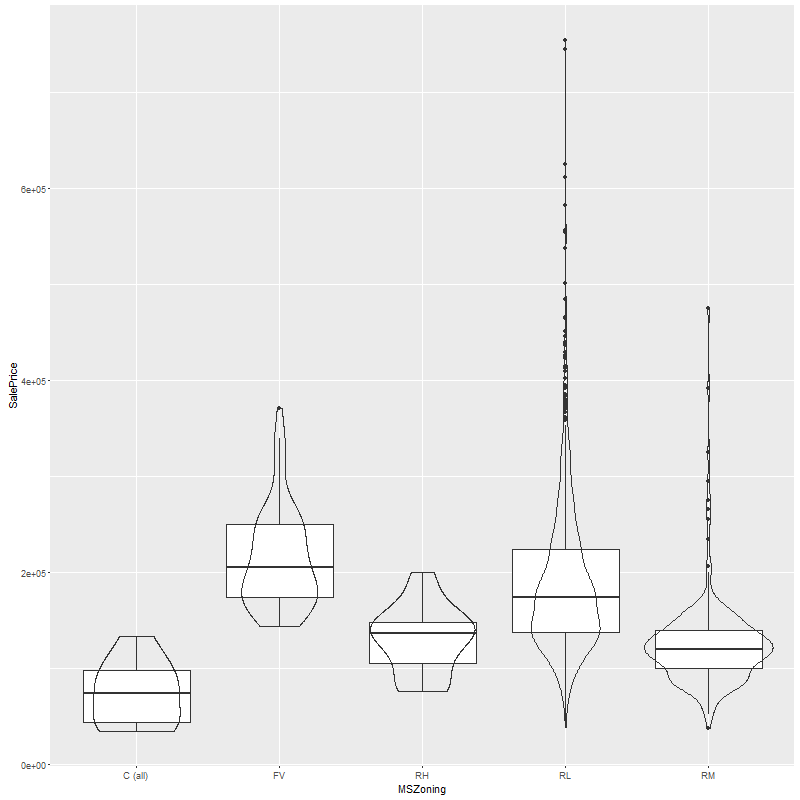 SalePrice
6e+05
4e+05
2e+05
0e+00
C (all) FV RH RL RM
MSZoning